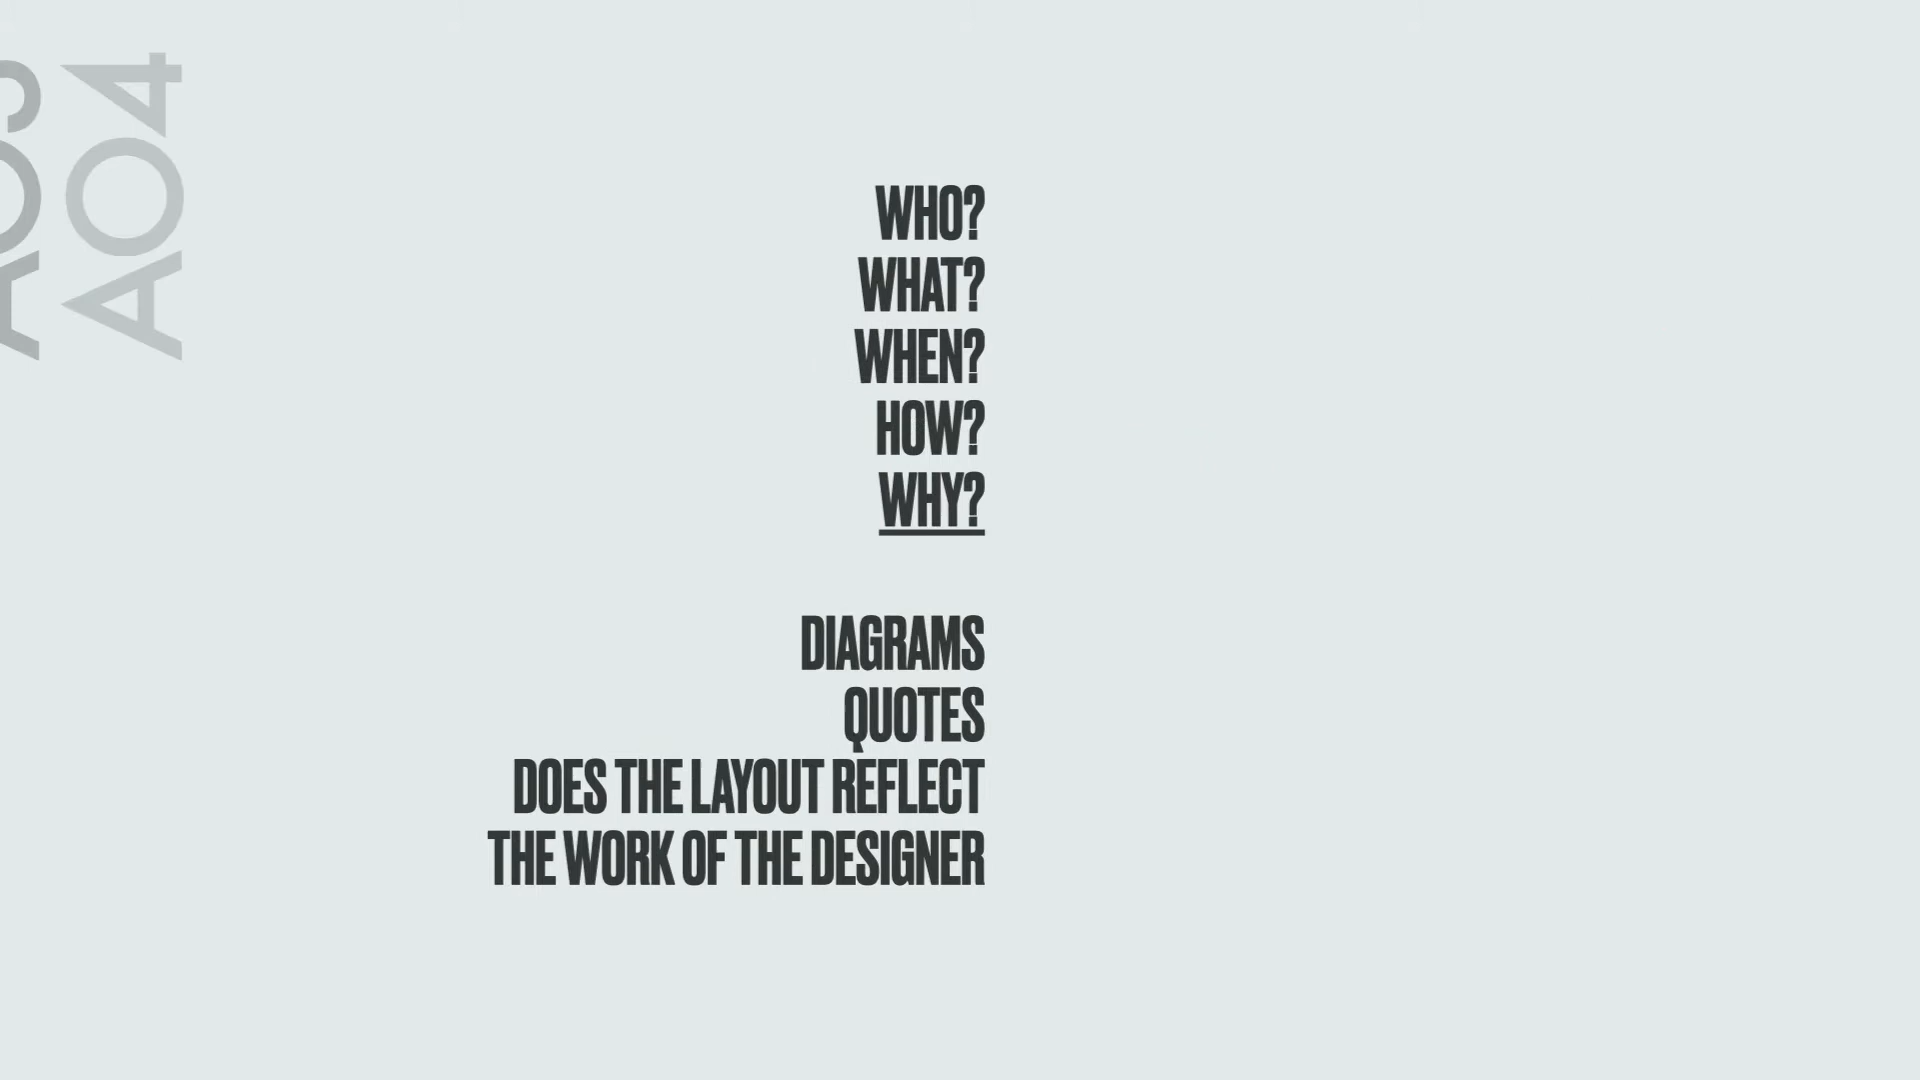 AO4
WHO?
WHAT?
WHEN?
HOW?
WHY?
DIAGRAMS
QUOTES
DOES THE LAYOUT REFLECT
THE WORK OF THE DESIGNER